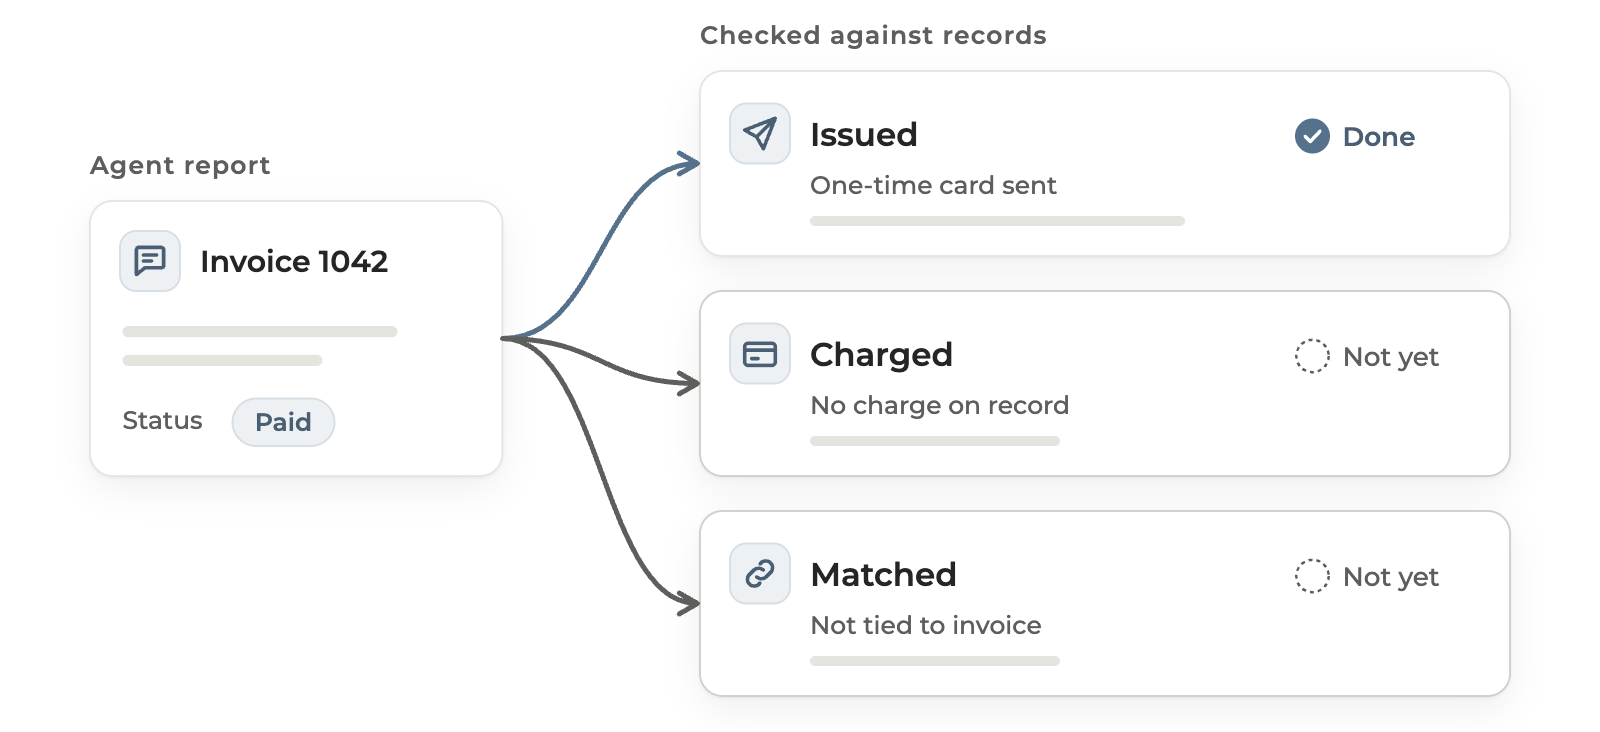 Agent report
Invoice 1042
Status Paid
Checked against records
Issued Done
One-time card sent
Charged Not yet
No charge on record
Matched Not yet
Not tied to invoice